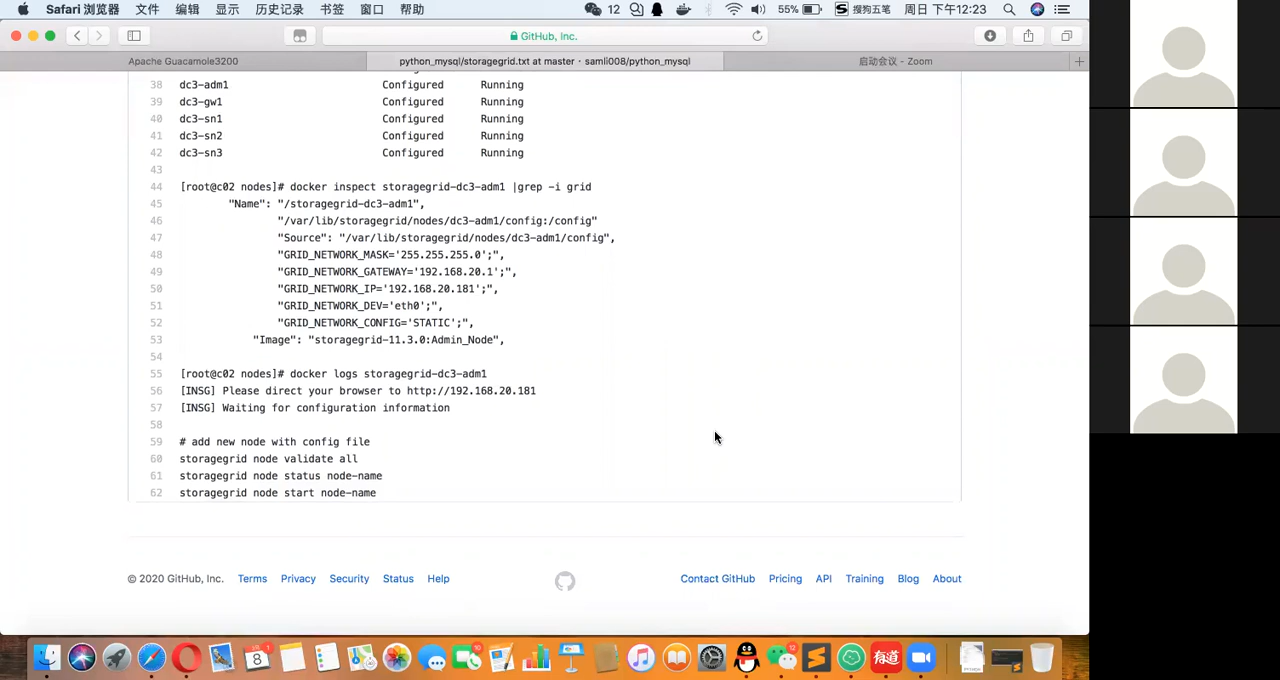 Safari 浏览器 文件 编辑 显示 历史记录 书签 窗口 帮助 12 55% 搜狗五笔 周日 下午12:23
GitHub, Inc.
Apache Guacamole3200 python_mysql/storagegrid.txt at master · samli008/python_mysql 启动会议 - Zoom
38 dc3-adm1 Configured Running
39 dc3-gw1 Configured Running
40 dc3-sn1 Configured Running
41 dc3-sn2 Configured Running
42 dc3-sn3 Configured Running
43
44 [root@c02 nodes]# docker inspect storagegrid-dc3-adm1 |grep -i grid
45 "Name": "/storagegrid-dc3-adm1",
46 "/var/lib/storagegrid/nodes/dc3-adm1/config:/config"
47 "Source": "/var/lib/storagegrid/nodes/dc3-adm1/config",
48 "GRID_NETWORK_MASK='255.255.255.0';",
49 "GRID_NETWORK_GATEWAY='192.168.20.1';",
50 "GRID_NETWORK_IP='192.168.20.181';",
51 "GRID_NETWORK_DEV='eth0';",
52 "GRID_NETWORK_CONFIG='STATIC';",
53 "Image": "storagegrid-11.3.0:Admin_Node",
54
55 [root@c02 nodes]# docker logs storagegrid-dc3-adm1
56 [INSG] Please direct your browser to http://192.168.20.181
57 [INSG] Waiting for configuration information
58
59 # add new node with config file
60 storagegrid node validate all
61 storagegrid node status node-name
62 storagegrid node start node-name
© 2020 GitHub, Inc. Terms Privacy Security Status Help Contact GitHub Pricing API Training Blog About
8 有道